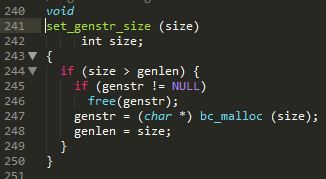 240 void
241 set_genstr_size (size)
242 int size;
243 {
244 if (size > genlen) {
245 if (genstr != NULL)
246 free(genstr);
247 genstr = (char *) bc_malloc (size);
248 genlen = size;
249 }
250 }
251